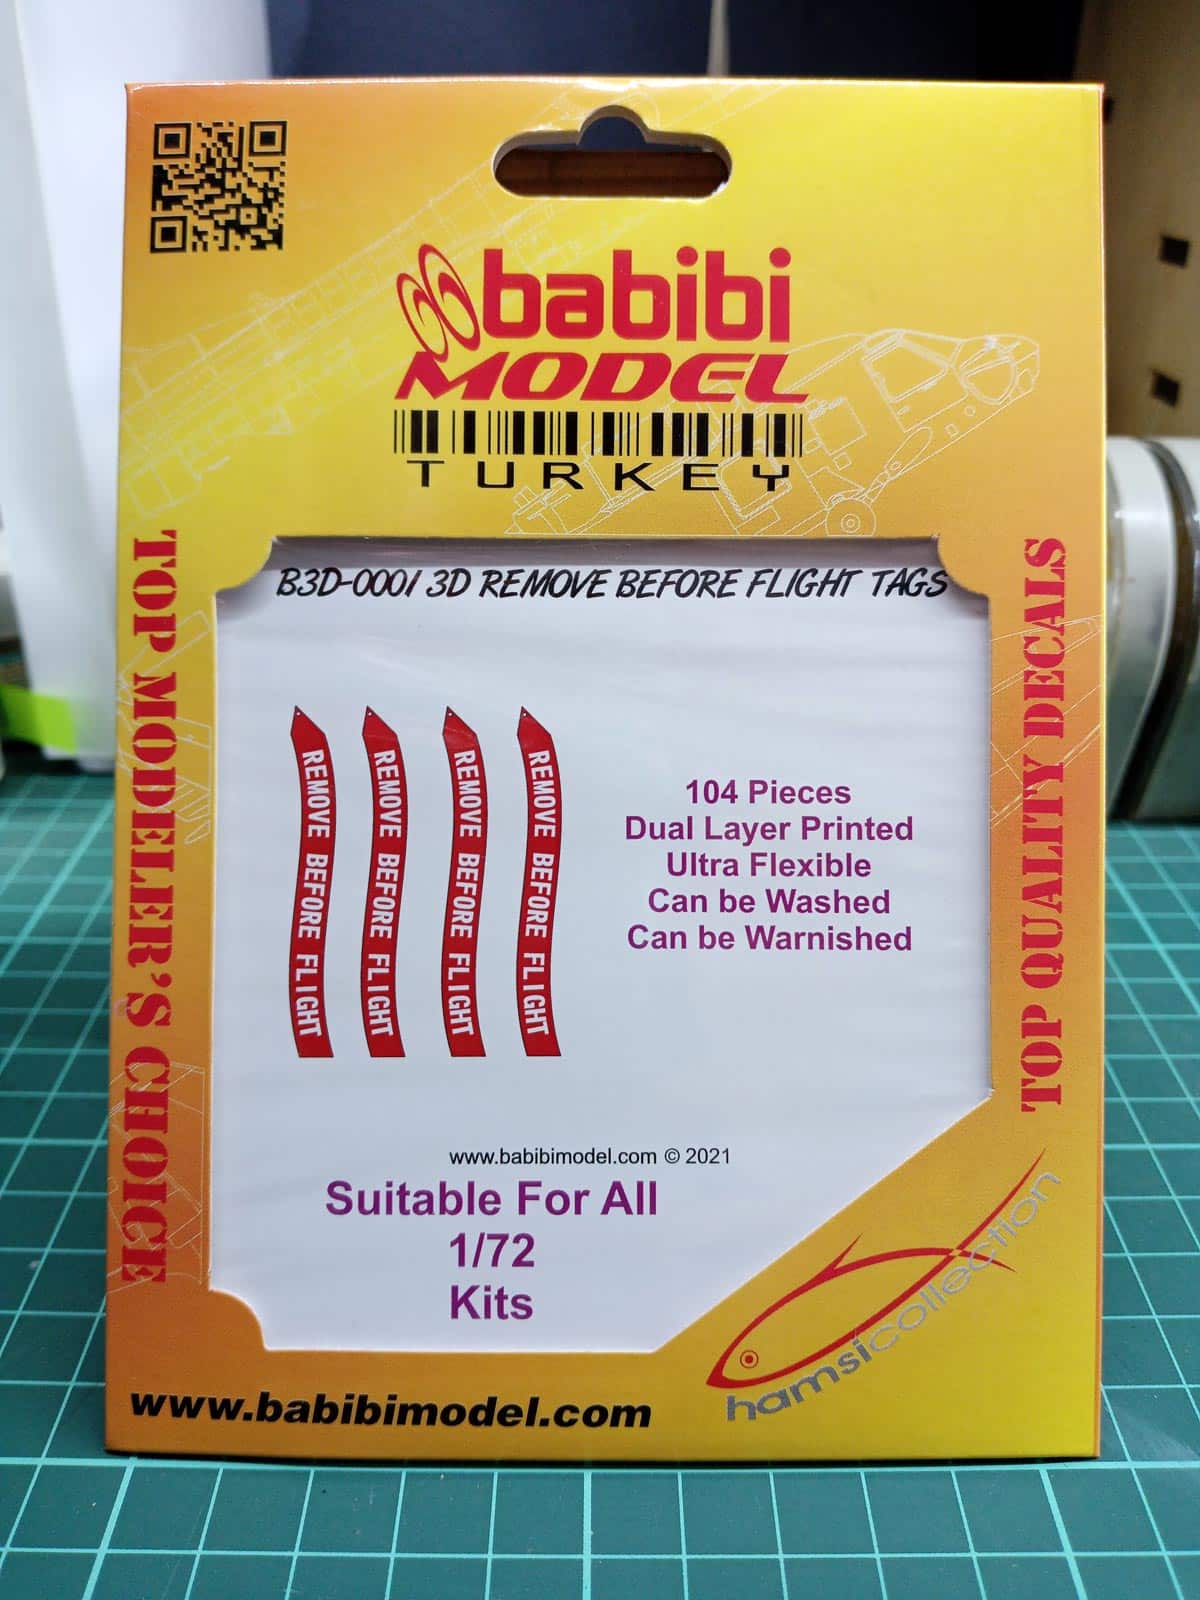 babibi
MODEL
TURKEY
TOP MODELER'S CHOICE
TOP QUALITY DECALS
B3D-0001 3D REMOVE BEFORE FLIGHT TAGS
REMOVE BEFORE FLIGHT
REMOVE BEFORE FLIGHT
REMOVE BEFORE FLIGHT
REMOVE BEFORE FLIGHT
104 Pieces
Dual Layer Printed
Ultra Flexible
Can be Washed
Can be Warnished
www.babibimodel.com © 2021
Suitable For All
1/72
Kits
hamsicollection
www.babibimodel.com